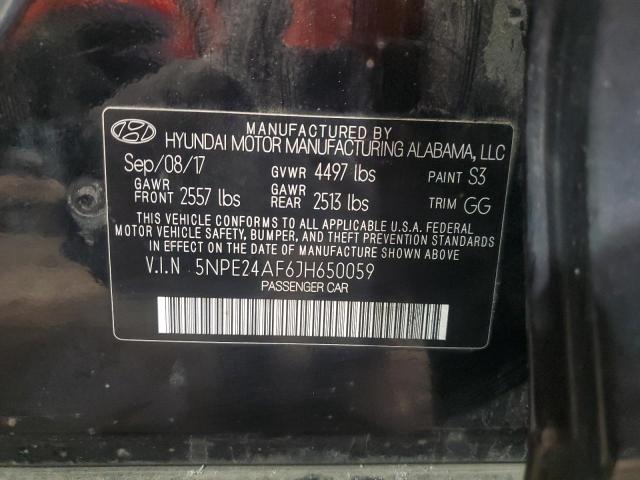 MANUFACTURED BY
HYUNDAI MOTOR MANUFACTURING ALABAMA, LLC
Sep/08/17 GVWR 4497 lbs PAINT S3
GAWR FRONT 2557 lbs GAWR REAR 2513 lbs TRIM GG
THIS VEHICLE CONFORMS TO ALL APPLICABLE U.S.A. FEDERAL
MOTOR VEHICLE SAFETY, BUMPER, AND THEFT STANDARDS
IN EFFECT ON THE DATE OF MANUFACTURE SHOWN ABOVE.
V.I.N 5NPE24AF6JH650059
PASSENGER CAR